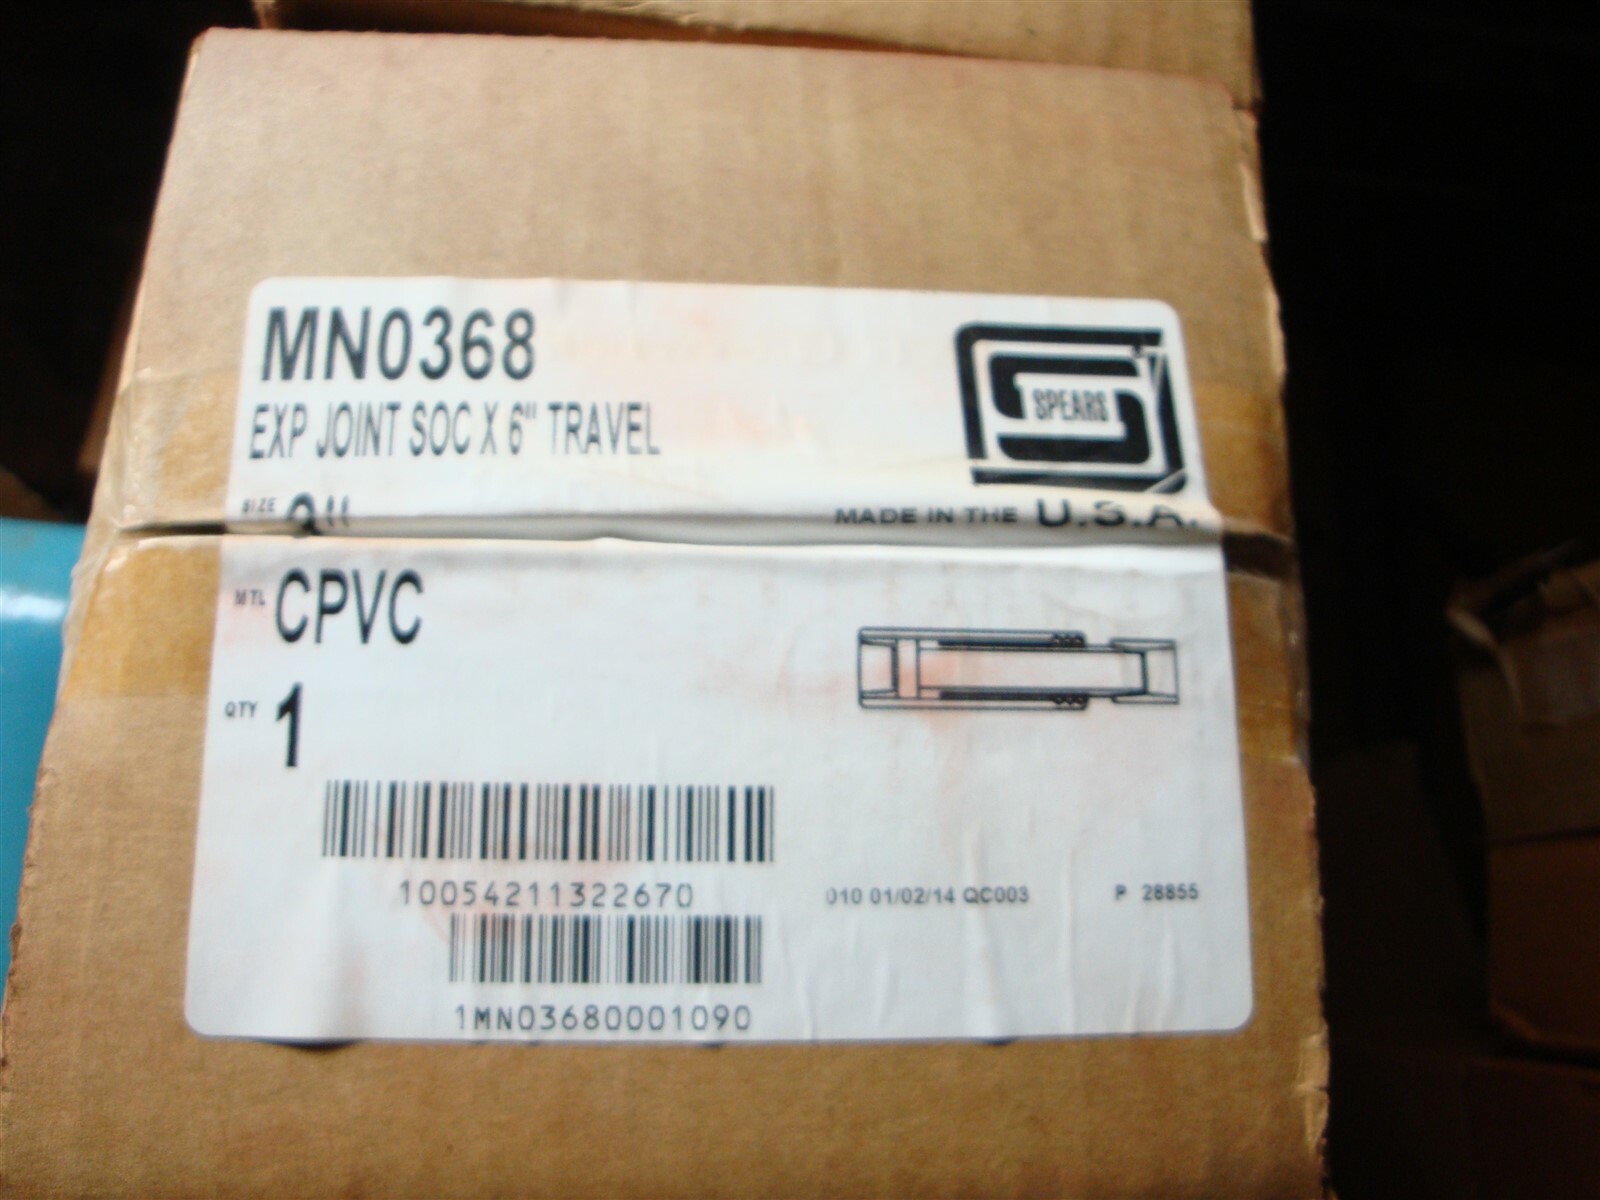 MN0368
EXP JOINT SOC X 6" TRAVEL
SPEARS
SIZE
MADE IN THE U.S.A.
MTL CPVC
QTY 1
10054211322670
010 01/02/14 QC003 P 28855
1MN03680001090